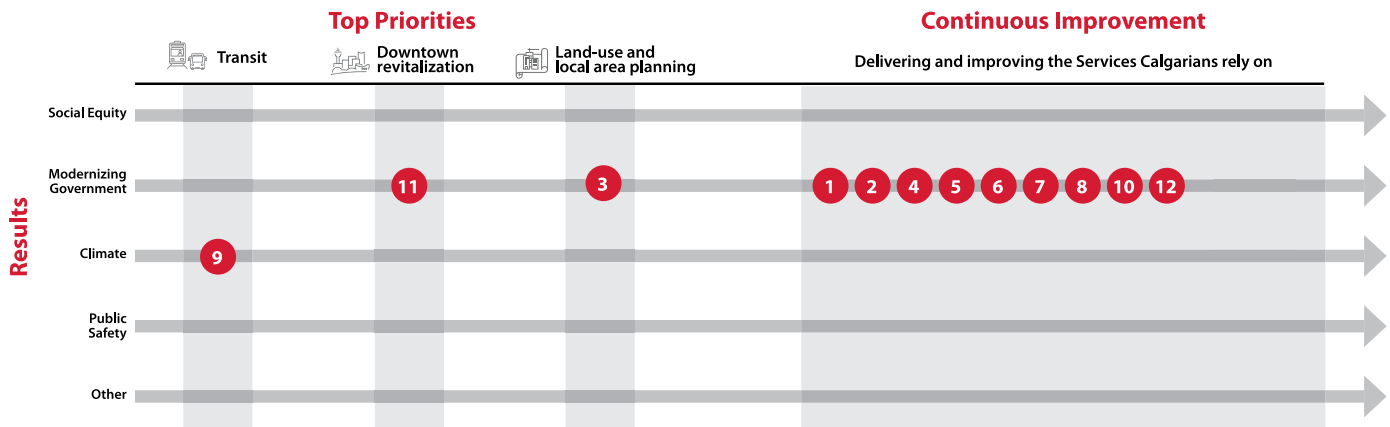 Top Priorities
Continuous Improvement
Transit
Downtown
revitalization
Land-use and
local area planning
Delivering and improving the Services Calgarians rely on
Results
Social Equity
Modernizing
Government
11
3
1 2 4 5 6 7 8 10 12
Climate
9
Public
Safety
Other